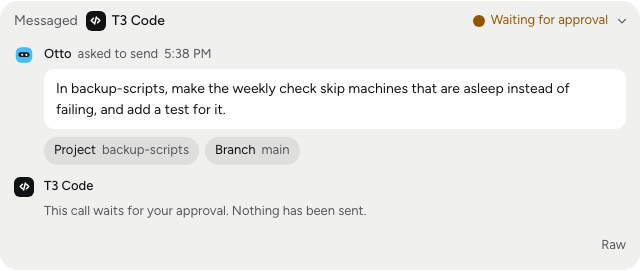 Messaged T3 Code Waiting for approval
Otto asked to send 5:38 PM
In backup-scripts, make the weekly check skip machines that are asleep instead of
failing, and add a test for it.
Project backup-scripts Branch main
T3 Code
This call waits for your approval. Nothing has been sent.
Raw